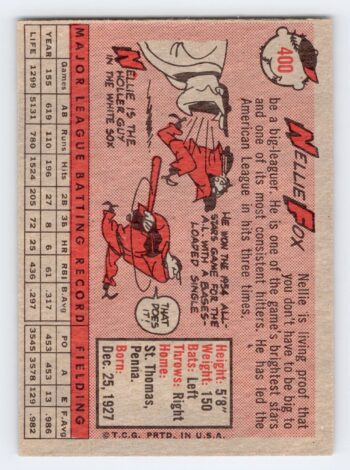 400
NELLIE FOX
Nellie is living proof that
you don't have to be big to
be a big-leaguer. He is one of the game's brightest stars
and one of its most consistent hitters. He has led the
American League in hits three times.
NELLIE IS THE
HOLLER GUY
IN THE WHITE SOX
HE WON THE 1954 ALL-
STARS GAME FOR THE
A.L. WITH A BASES-
LOADED SINGLE
THAT
DOES
IT!
Height: 5'8"
Weight: 150
Bats: Left
Throws: Right
Home:
St. Thomas,
Penna.
Born:
Dec. 25, 1927
© T.C.G. PRTD. IN U.S.A.
MAJOR LEAGUE BATTING RECORD FIELDING
Games AB Runs Hits 2B 3B HR RBI B.Avg PO A E F.Avg
YEAR 155 619 110 196 27 8 6 61 .317 453 453 13 .986
LIFE 1299 5131 780 1524 205 72 25 436 .297 3545 3578 129 .982